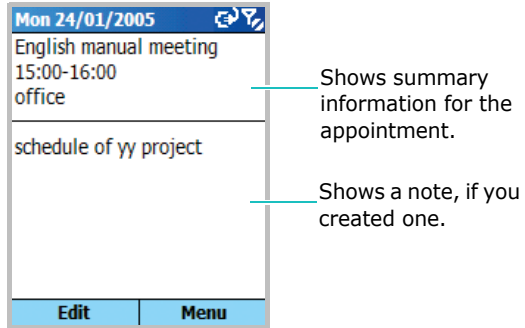 Mon 24/01/2005
English manual meeting
15:00-16:00
office
schedule of yy project
Edit Menu
Shows summary
information for the
appointment.
Shows a note, if you
created one.